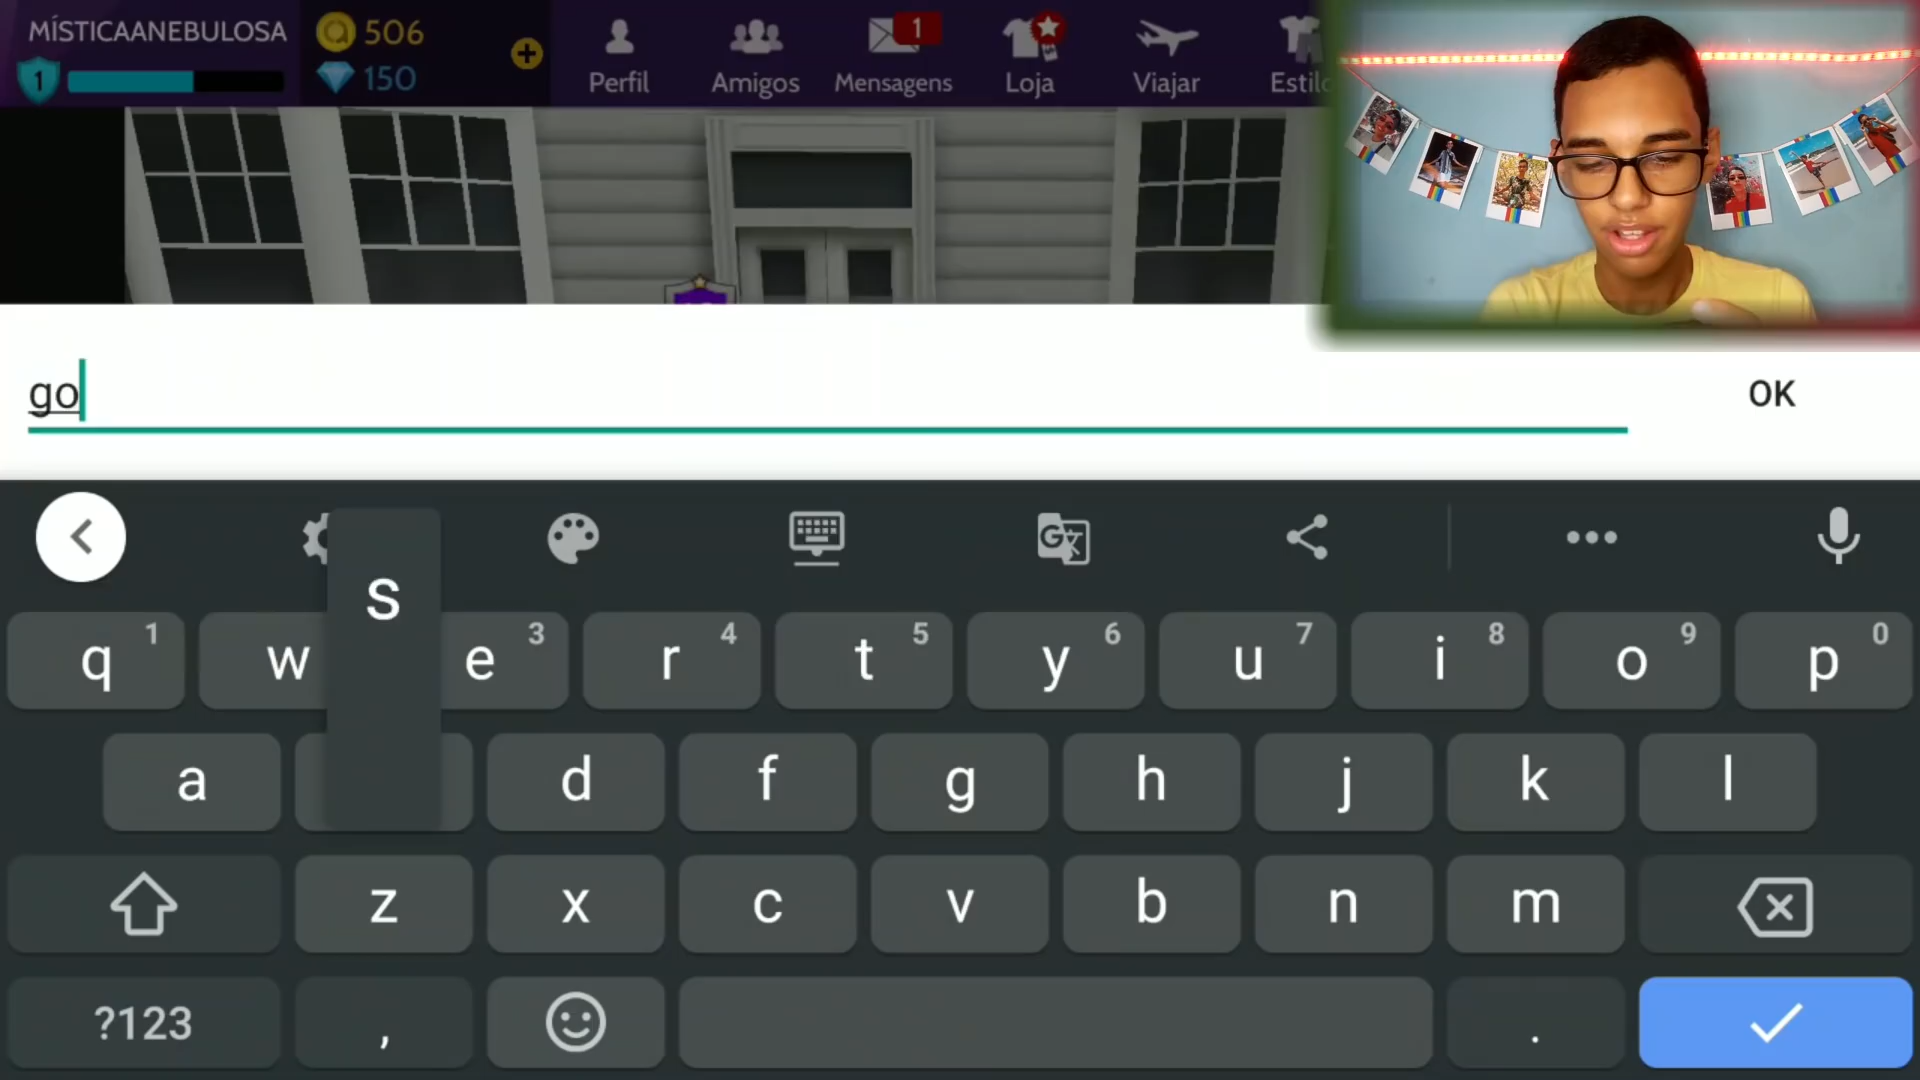 MÍSTICAANEBULOSA
1
506
150
Perfil
Amigos
1
Mensagens
Loja
Viajar
Estilo
go
OK
s
q 1 w e 3 r 4 t 5 y 6 u 7 i 8 o 9 p 0
a d f g h j k l
z x c v b n m
?123 , .